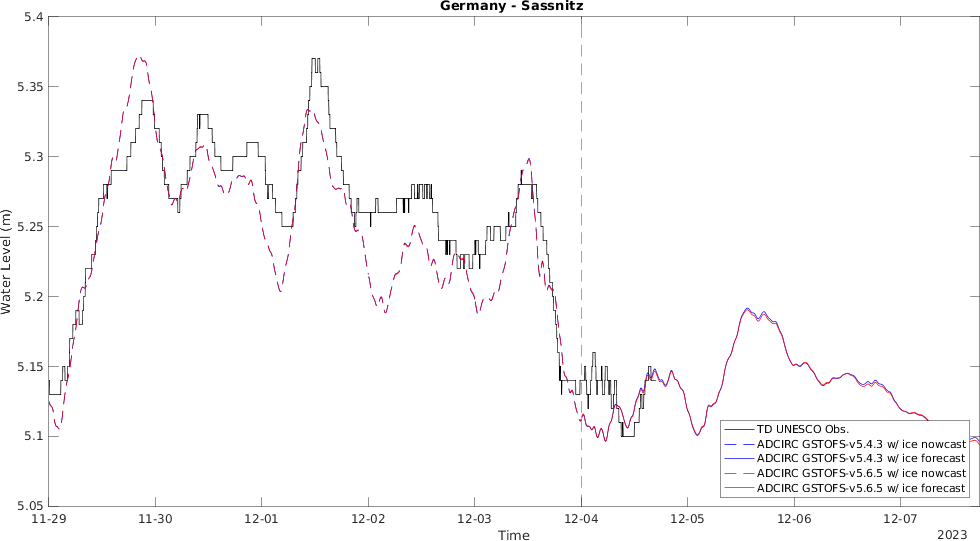 Germany - Sassnitz
Water Level (m)
5.4
5.35
5.3
5.25
5.2
5.15
5.1
5.05
11-29 11-30 12-01 12-02 12-03 12-04 12-05 12-06 12-07
Time
2023
TD UNESCO Obs.
ADCIRC GSTOFS-v5.4.3 w/ ice nowcast
ADCIRC GSTOFS-v5.4.3 w/ ice forecast
ADCIRC GSTOFS-v5.6.5 w/ ice nowcast
ADCIRC GSTOFS-v5.6.5 w/ ice forecast